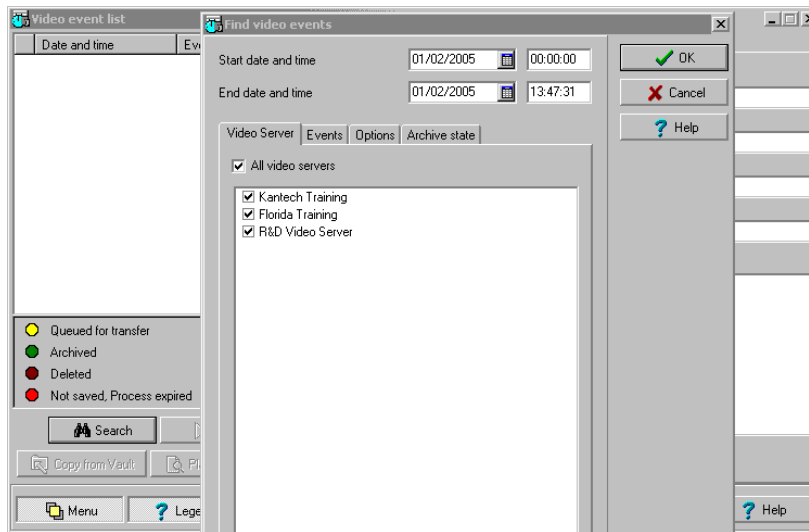 Video event list
Date and time
Find video events
Start date and time 01/02/2005 00:00:00
End date and time 01/02/2005 13:47:31
OK
Cancel
Help
Video Server Events Options Archive state
All video servers
Kantech Training
Florida Training
R&D Video Server
Queued for transfer
Archived
Deleted
Not saved, Process expired
Search
Copy from Vault
Menu
Help